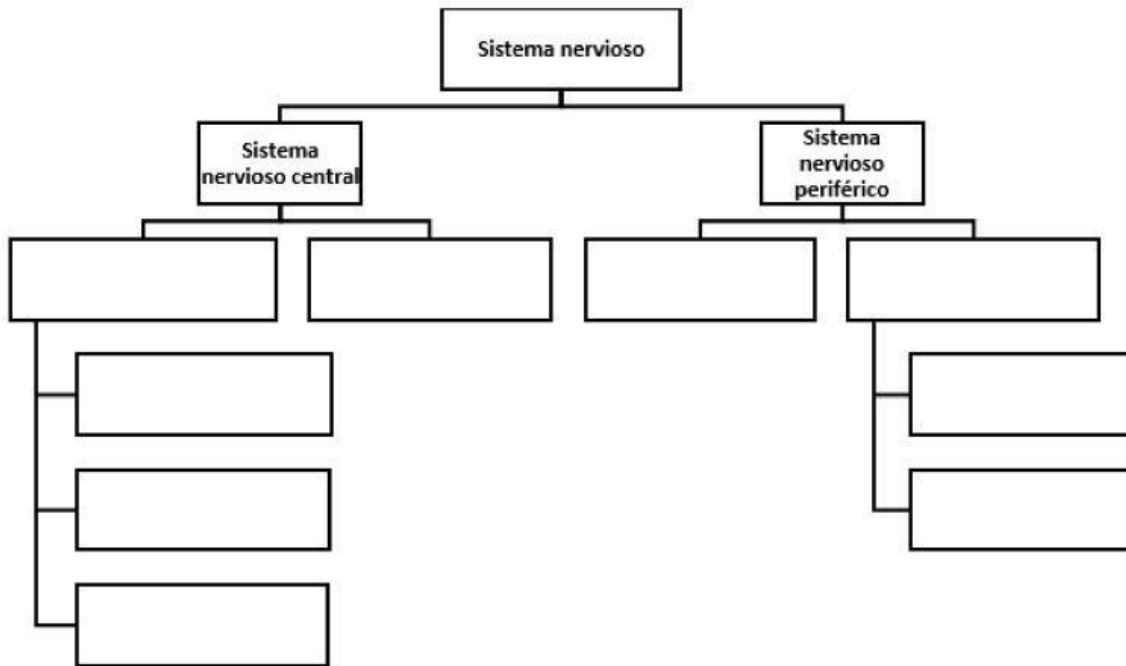 Sistema nervioso
Sistema
nervioso central
Sistema
nervioso
periférico